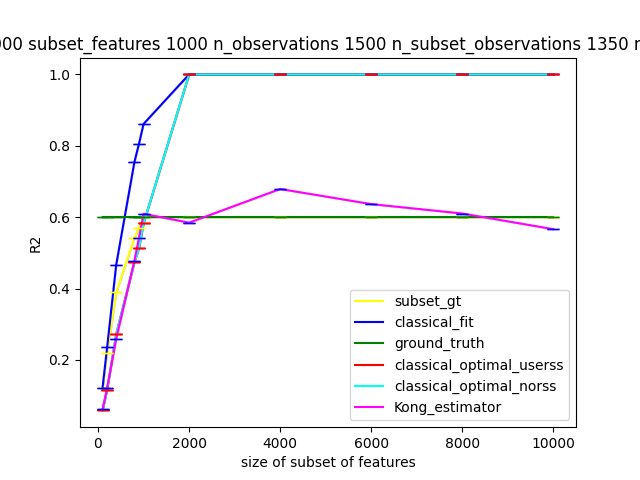 00 subset_features 1000 n_observations 1500 n_subset_observations 1350 n
1.0
0.8
0.6
0.4
0.2
R2
0 2000 4000 6000 8000 10000
size of subset of features
subset_gt
classical_fit
ground_truth
classical_optimal_userss
classical_optimal_norss
Kong_estimator